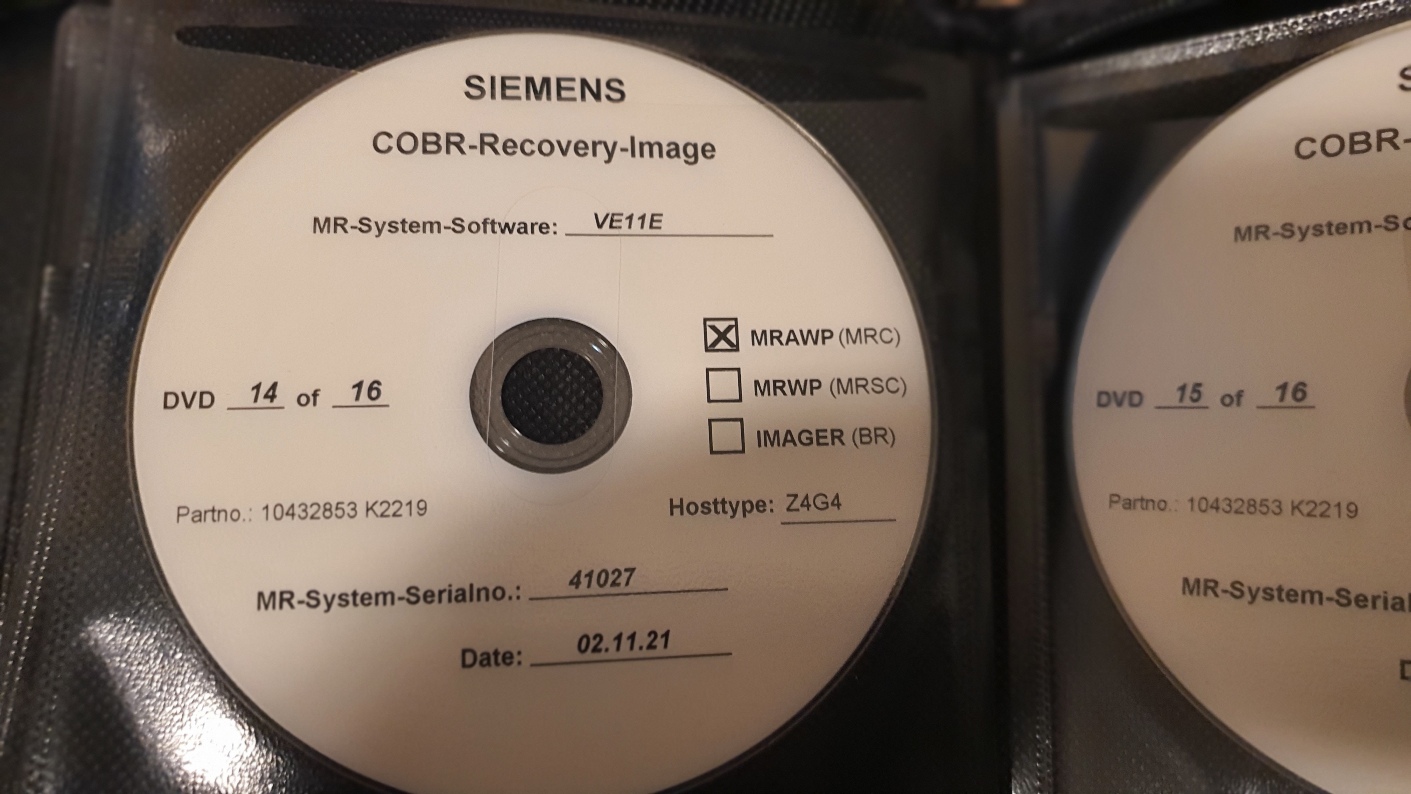 SIEMENS
COBR-Recovery-Image
MR-System-Software: VE11E
MRAWP (MRC)
MRWP (MRSC)
DVD 14 of 16
IMAGER (BR)
Partno.: 10432853 K2219
Hosttype: Z4G4
MR-System-Serialno.: 41027
Date: 02.11.21
COBR-
MR-System-
DVD 15 of 16
Partno.: 10432853 K2219
MR-System-Serial